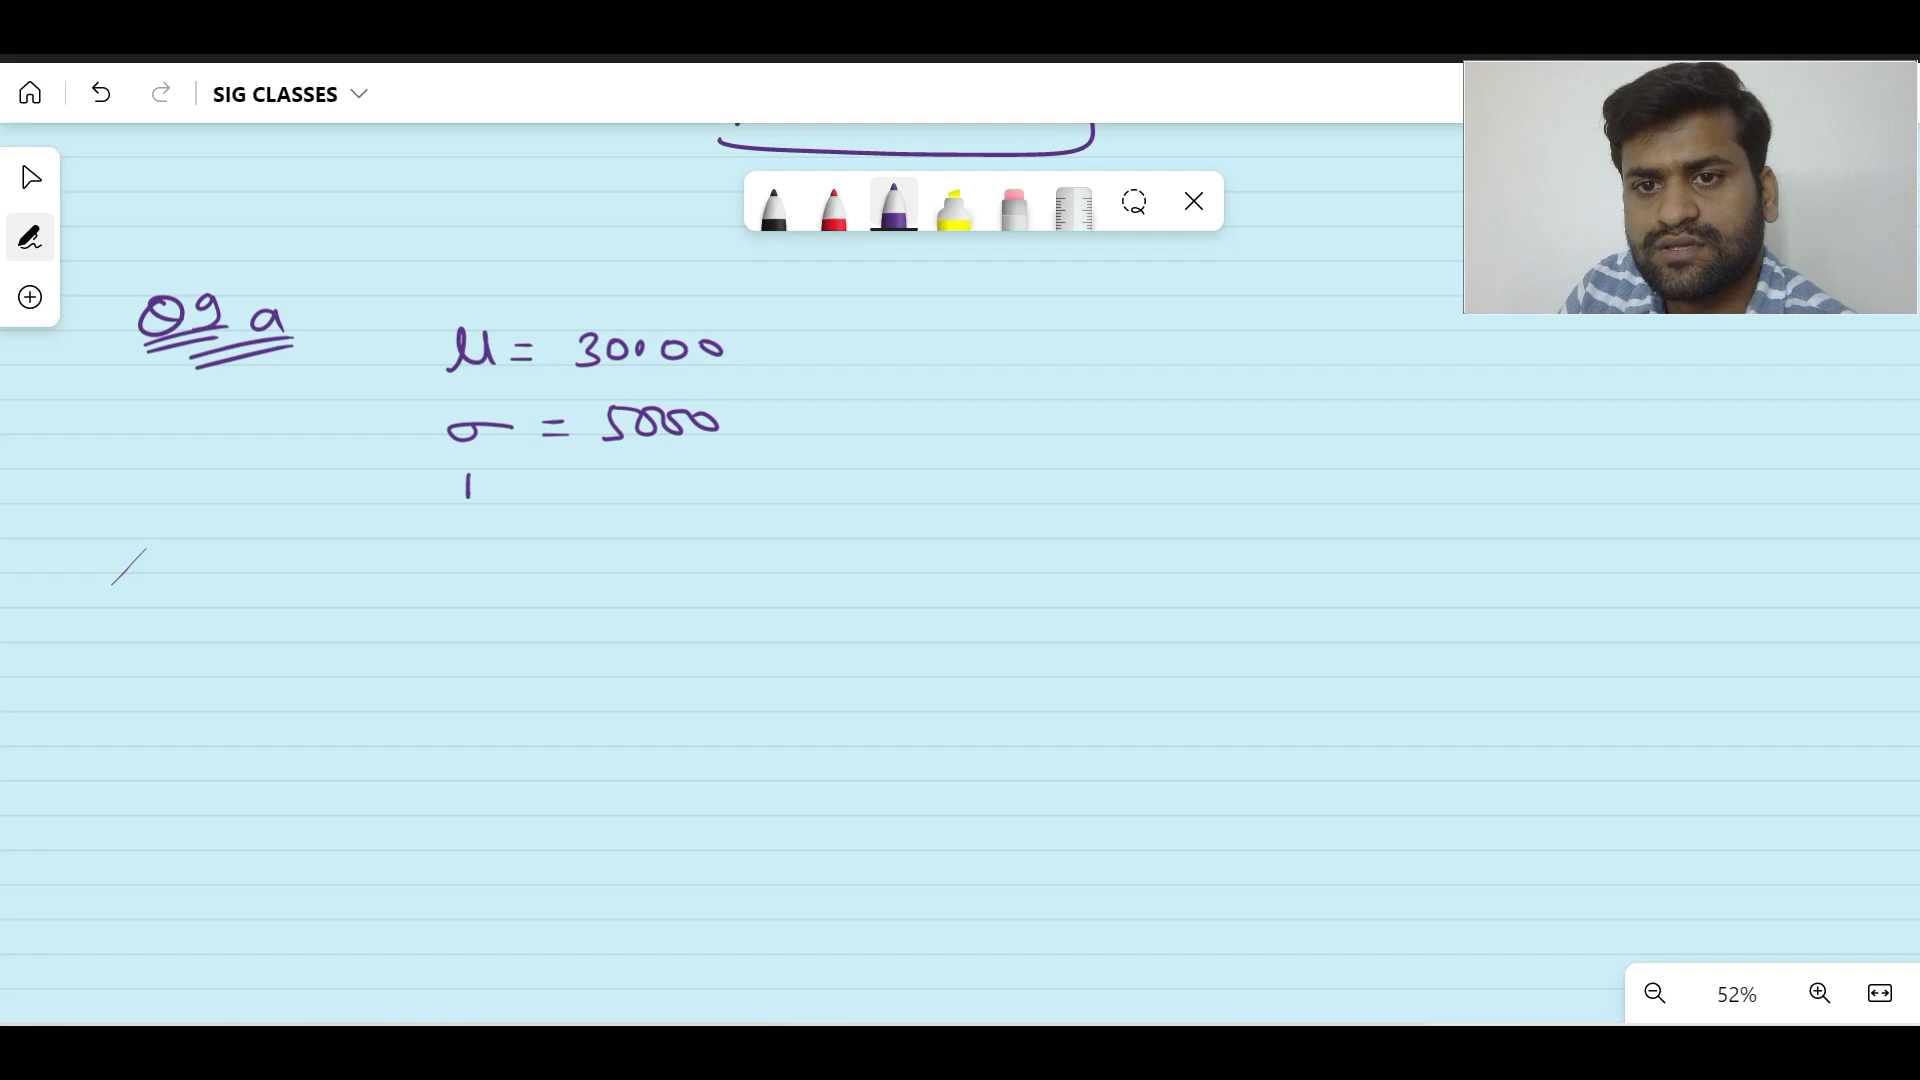 SIG CLASSES
Q9 a
μ = 30000
σ = 5000
52%